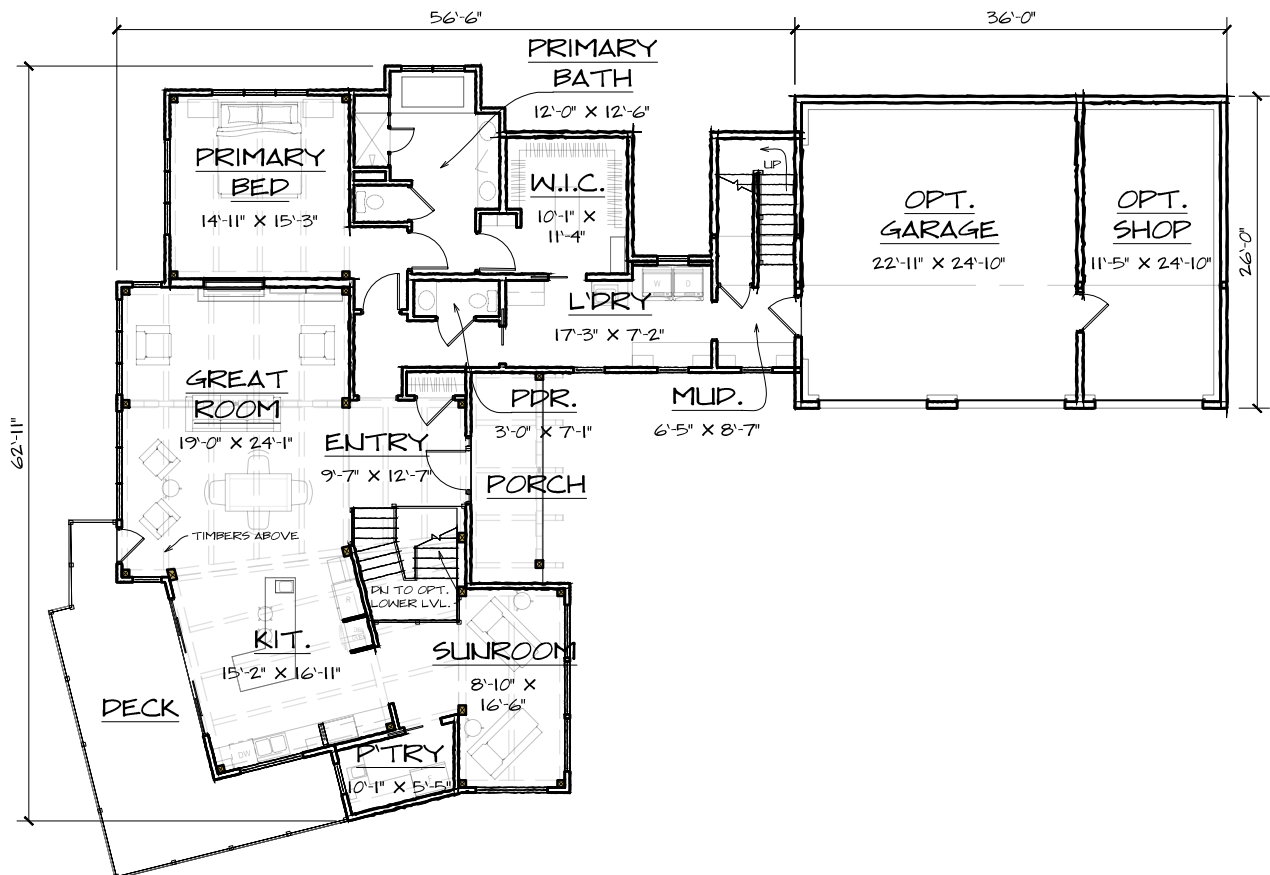 56'-6"
36'-0"
PRIMARY
BATH
12'-0" X 12'-6"
PRIMARY
BED
14'-11" X 15'-3"
W.I.C.
10'-1" X
11'-4"
UP
OPT.
GARAGE
22'-11" X 24'-10"
OPT.
SHOP
11'-5" X 24'-10"
26'-0"
W
D
L'DRY
17'-3" X 7'-2"
GREAT
ROOM
19'-0" X 24'-1"
62'-11"
PDR.
3'-0" X 7'-1"
MUD.
6'-5" X 8'-7"
ENTRY
9'-7" X 12'-7"
PORCH
TIMBERS ABOVE
DN TO OPT.
LOWER LVL.
R
KIT.
15'-2" X 16'-11"
SUNROOM
8'-10" X
16'-6"
DECK
DW
P'TRY
10'-1" X 5'-5"